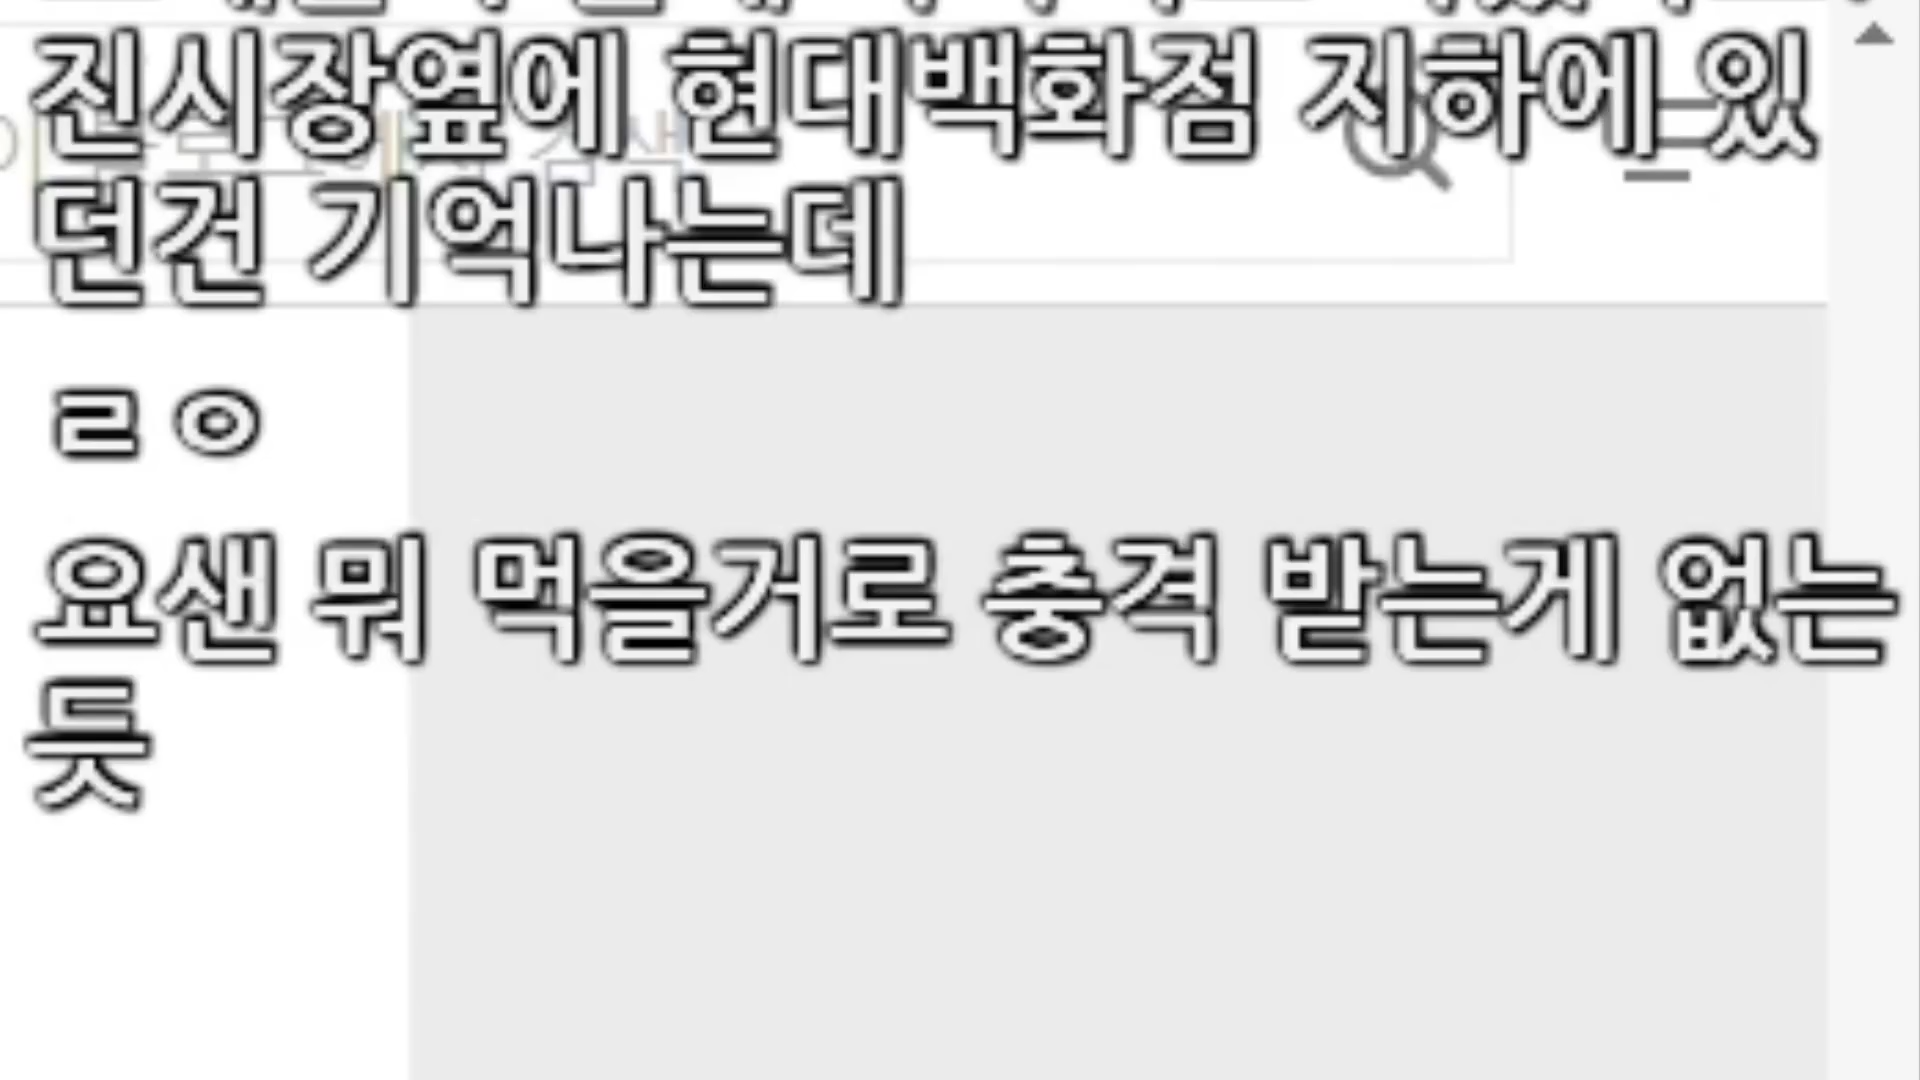 진시장옆에 현대백화점 지하에 있
던건 기억나는데
ㄹㅇ
요샌 뭐 먹을거로 충격 받는게 없는
듯